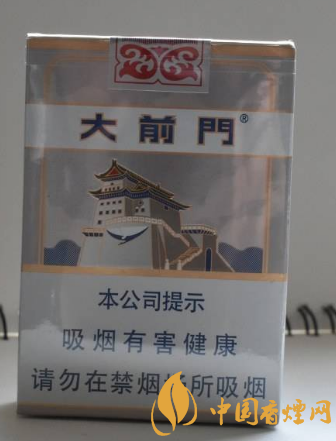 大前門®
本公司提示
吸烟有害健康
请勿在禁烟场所吸烟
中国香烟网